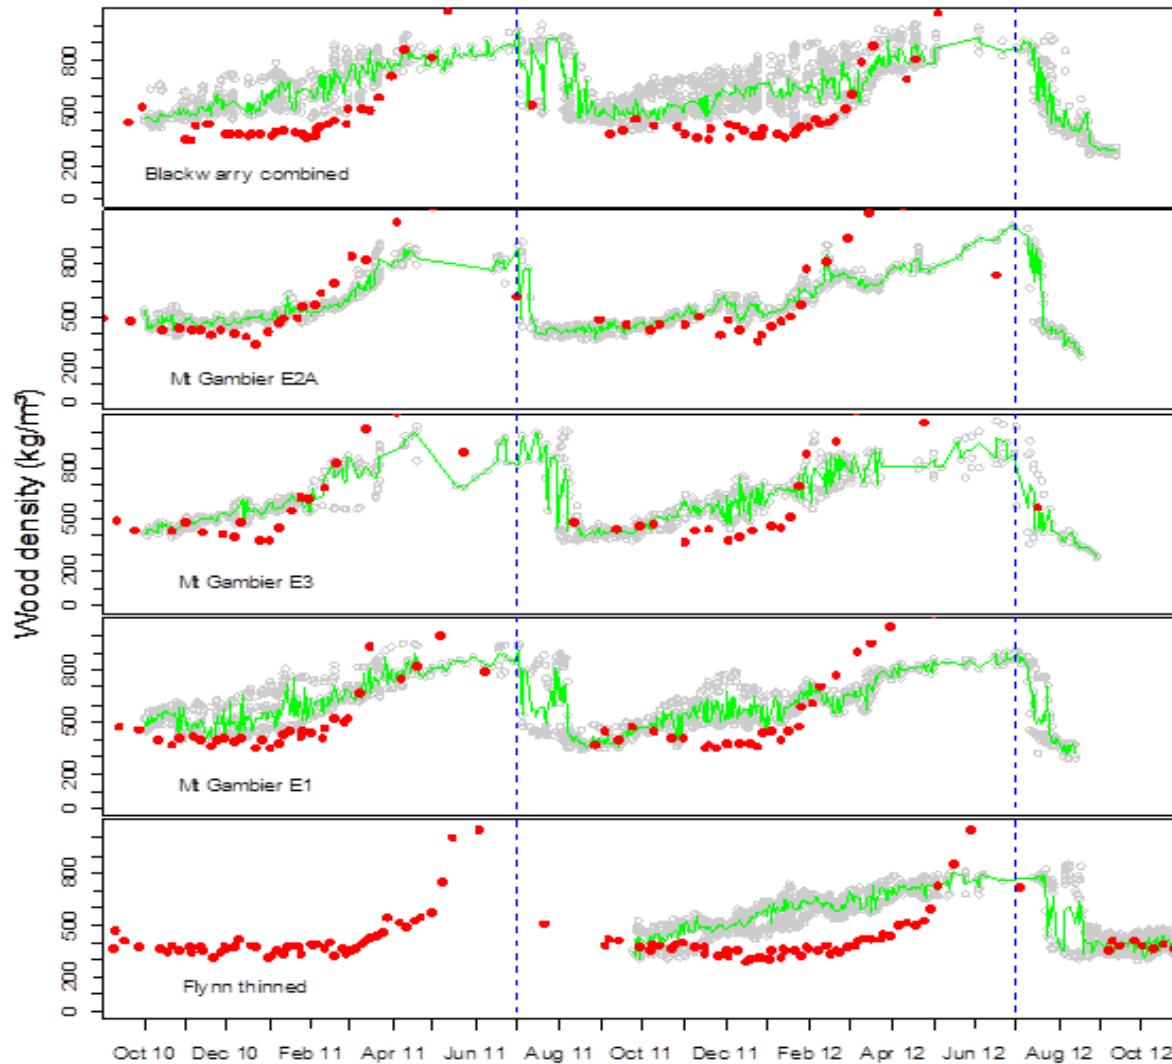 Wood density (kg/m³)
800
500
200
0
Blackwarry combined
800
500
200
0
Mt Gambier E2A
800
500
200
0
Mt Gambier E3
800
500
200
0
Mt Gambier E1
800
500
200
0
Flynn thinned
Oct 10 Dec 10 Feb 11 Apr 11 Jun 11 Aug 11 Oct 11 Dec 11 Feb 12 Apr 12 Jun 12 Aug 12 Oct 12